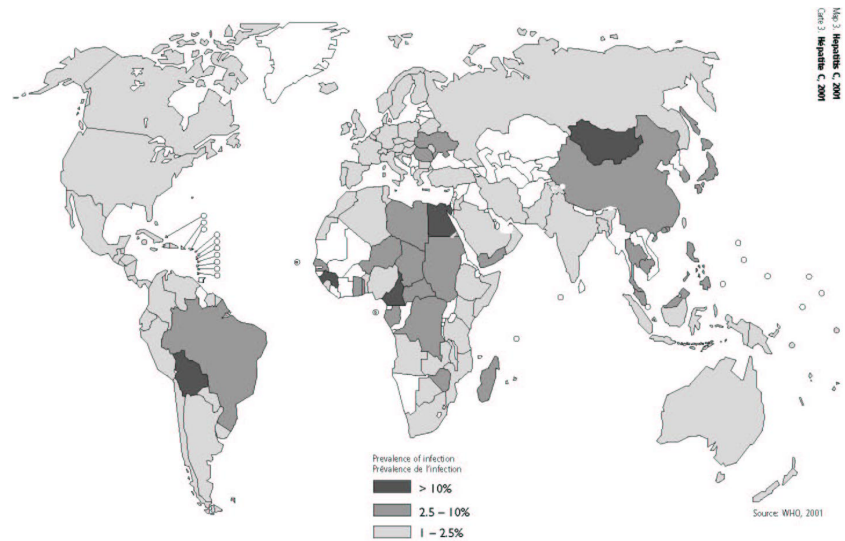 Map 3. Hepatitis C, 2001
Carte 3. Hépatite C, 2001
Prevalence of infection
Prévalence de l'infection
> 10%
2.5 – 10%
1 – 2.5%
Source: WHO, 2001